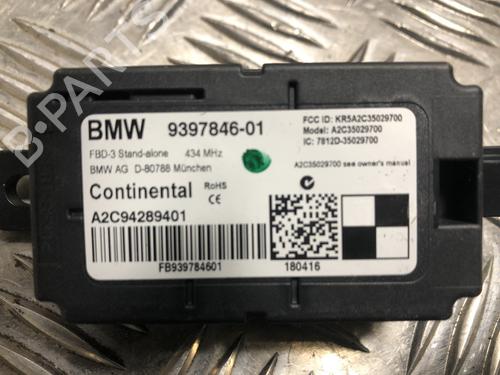 BMW 9397846-01
FBD-3 Stand-alone 434 MHz
BMW AG D-80788 München
Continental RoHS
CE
A2C94289401
FB939784601
FCC ID: KR5A2C35029700
Model: A2C35029700
IC: 7812D-35029700
A2C35029700 see owner's manual
180416
B-PARTS